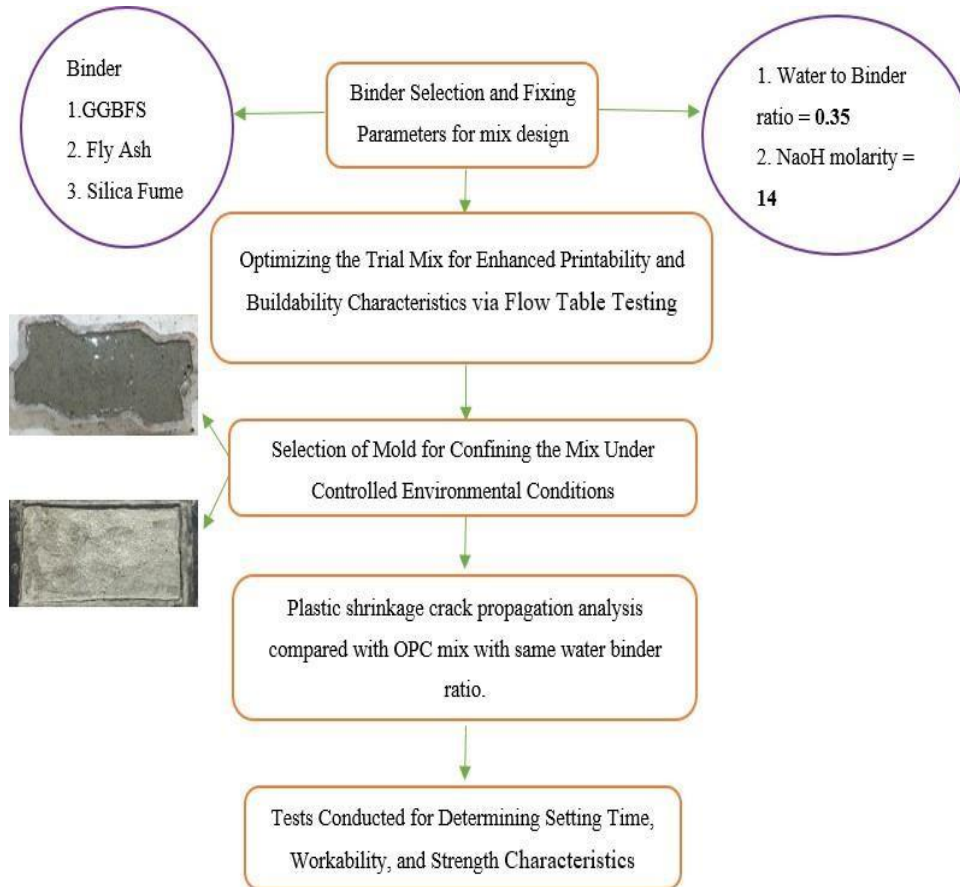 Binder
1.GGBFS
2. Fly Ash
3. Silica Fume
Binder Selection and Fixing
Parameters for mix design
1. Water to Binder
ratio = 0.35
2. NaoH molarity =
14
Optimizing the Trial Mix for Enhanced Printability and
Buildability Characteristics via Flow Table Testing
Selection of Mold for Confining the Mix Under
Controlled Environmental Conditions
Plastic shrinkage crack propagation analysis
compared with OPC mix with same water binder
ratio.
Tests Conducted for Determining Setting Time,
Workability, and Strength Characteristics